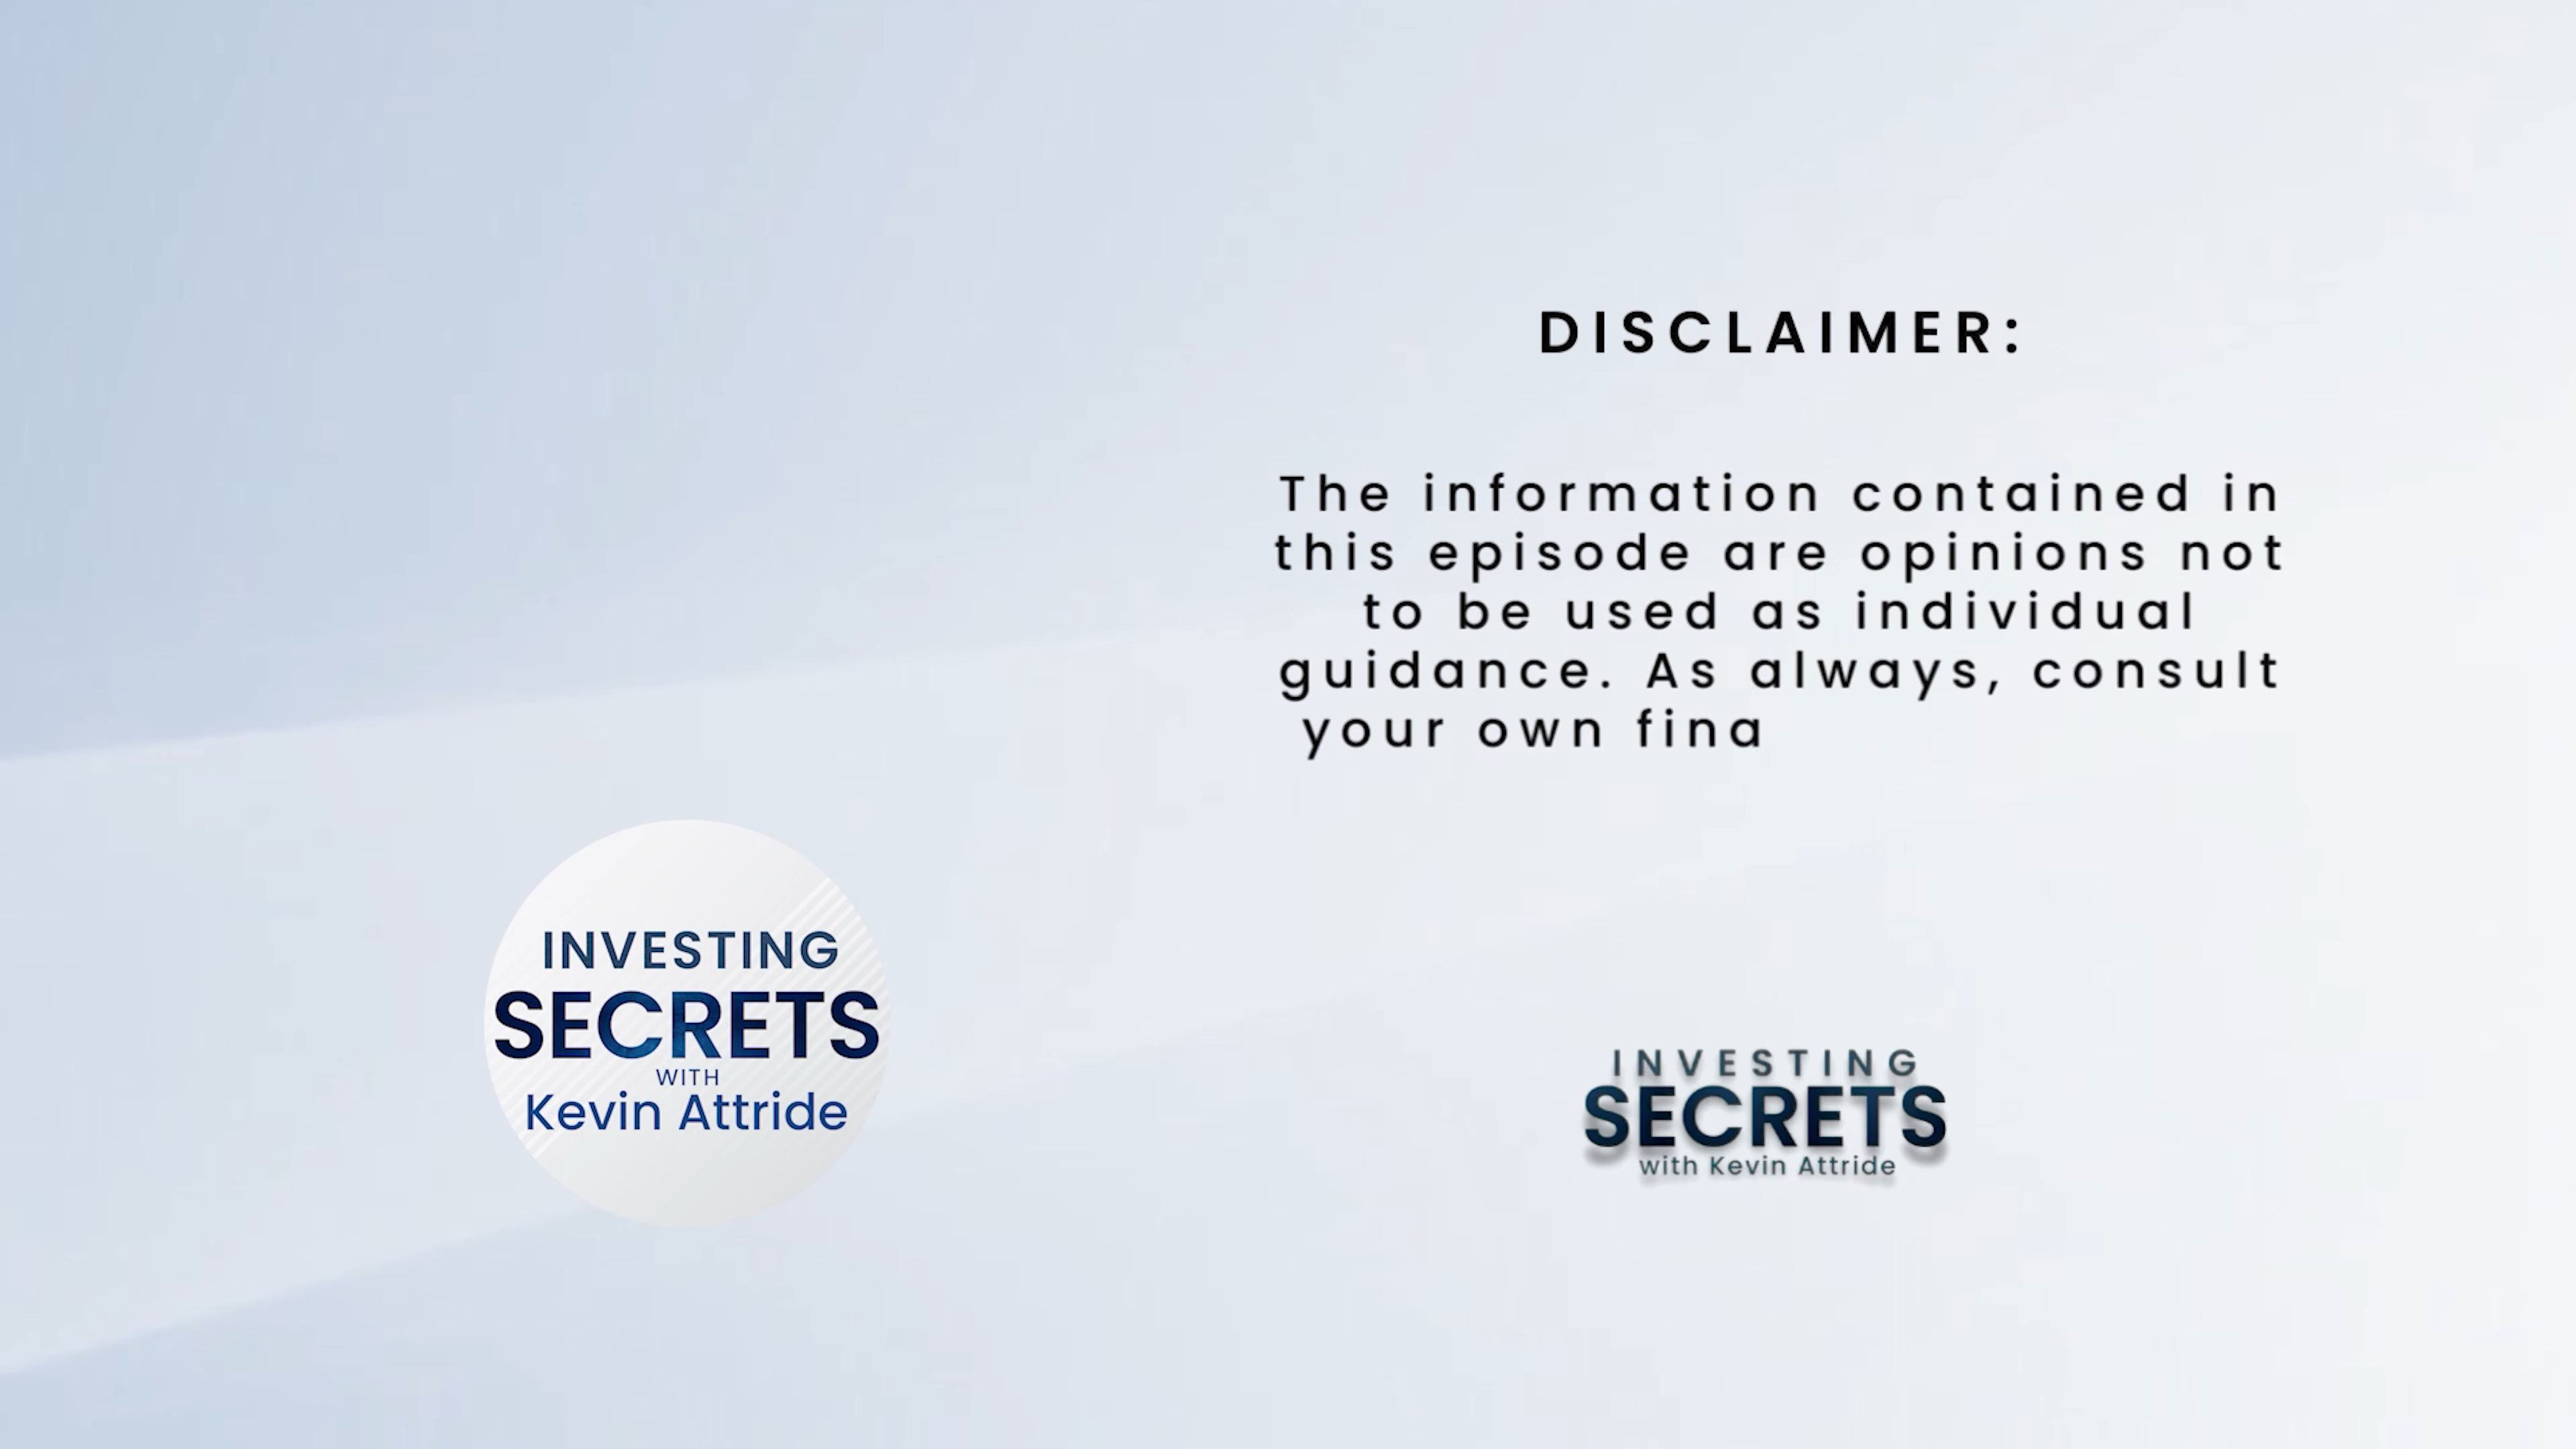 DISCLAIMER:
The information contained in
this episode are opinions not
to be used as individual
guidance. As always, consult
your own fina
INVESTING
SECRETS
WITH
Kevin Attride
INVESTING
SECRETS
with Kevin Attride